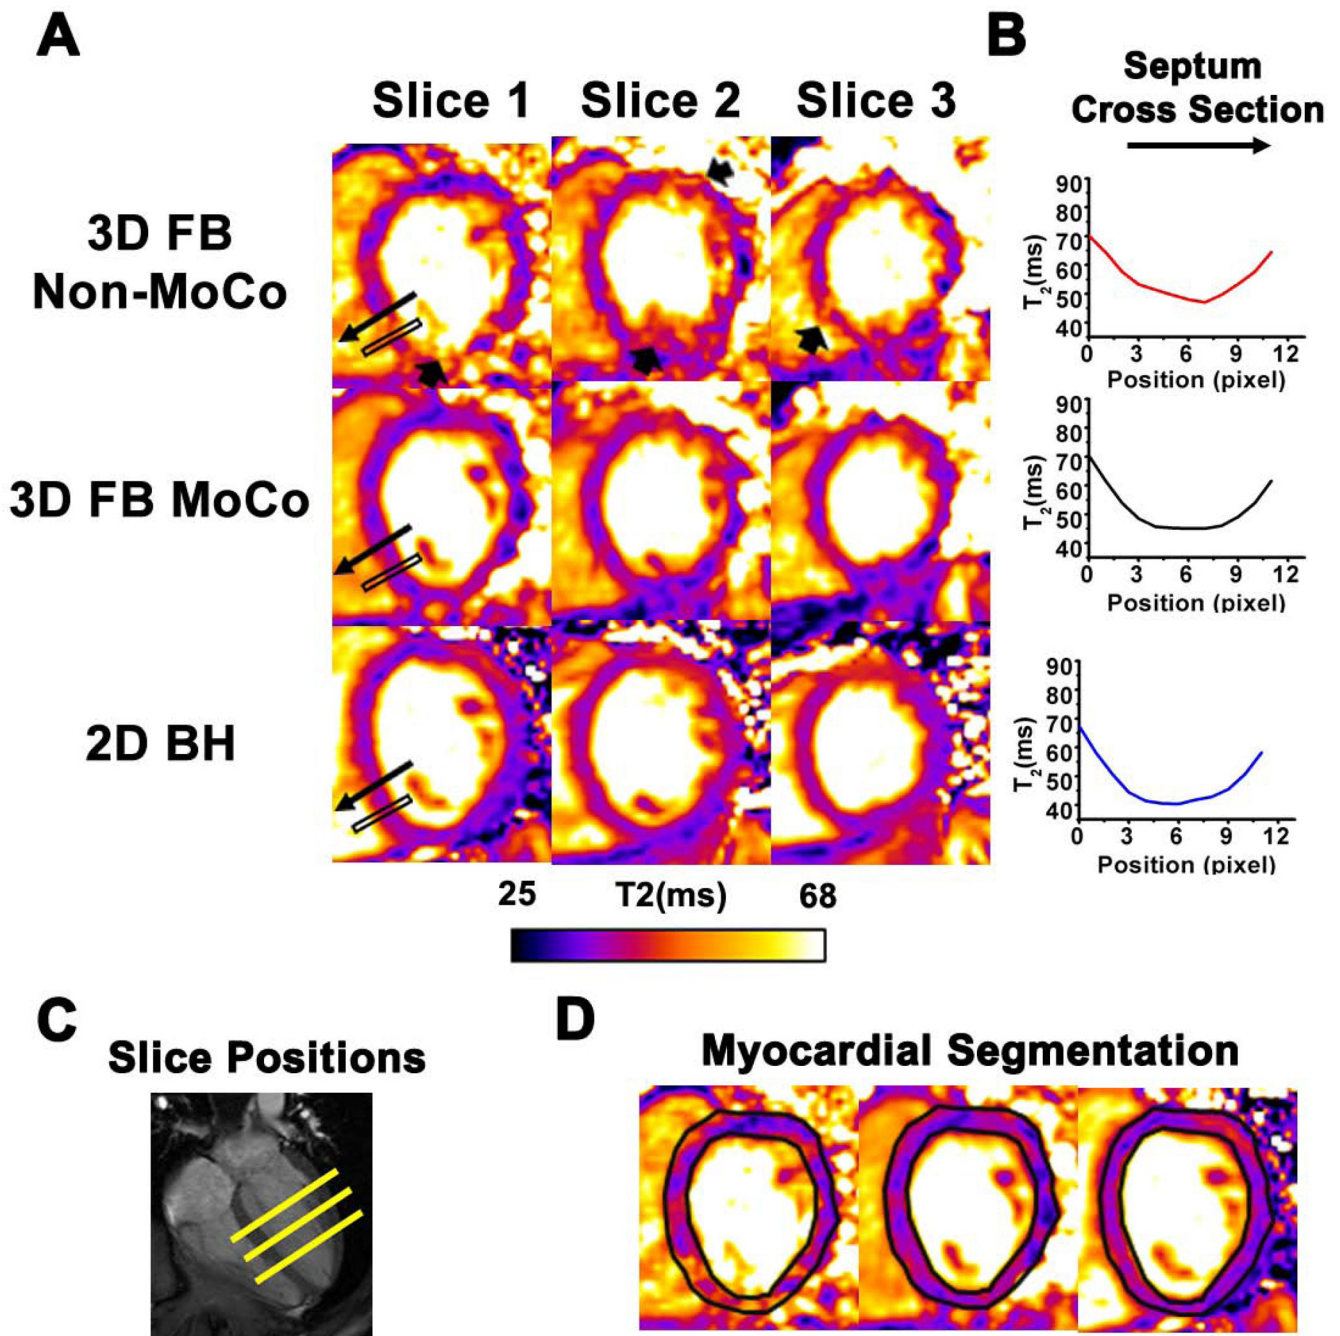 A
B
Septum
Cross Section
Slice 1
Slice 2
Slice 3
3D FB
Non-MoCo
3D FB MoCo
2D BH
90
80
70
60
50
40
T2(ms)
0 3 6 9 12
Position (pixel)
90
80
70
60
50
40
T2(ms)
0 3 6 9 12
Position (pixel)
90
80
70
60
50
40
T2(ms)
0 3 6 9 12
Position (pixel)
25 T2(ms) 68
C
Slice Positions
D
Myocardial Segmentation